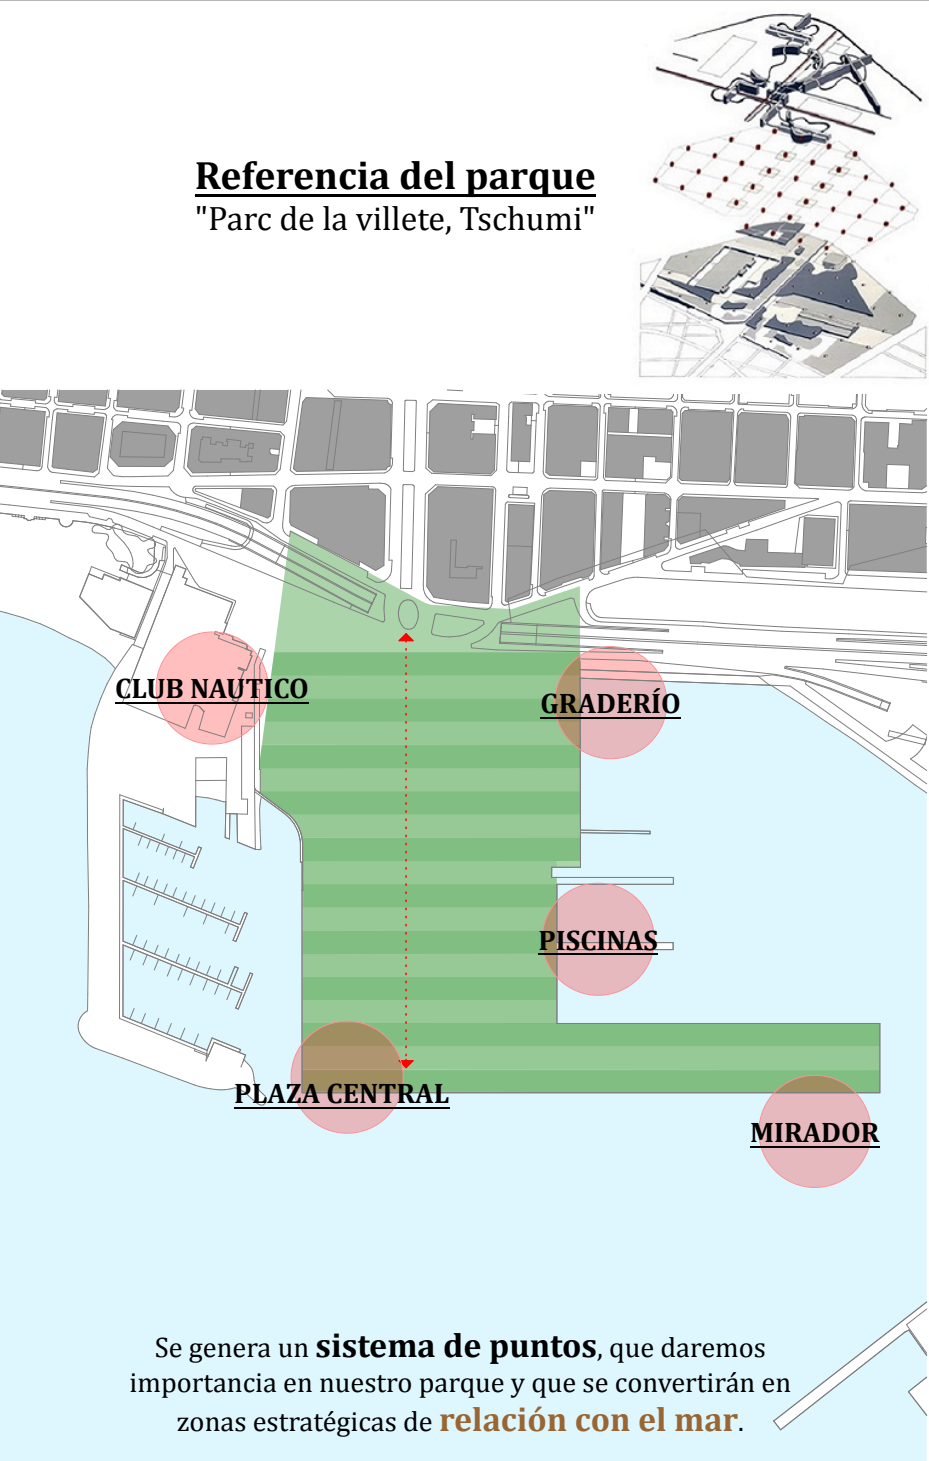 Referencia del parque
"Parc de la villete, Tschumi"
CLUB NAUTICO
GRADERÍO
PISCINAS
PLAZA CENTRAL
MIRADOR
Se genera un sistema de puntos, que daremos
importancia en nuestro parque y que se convertirán en
zonas estratégicas de relación con el mar.